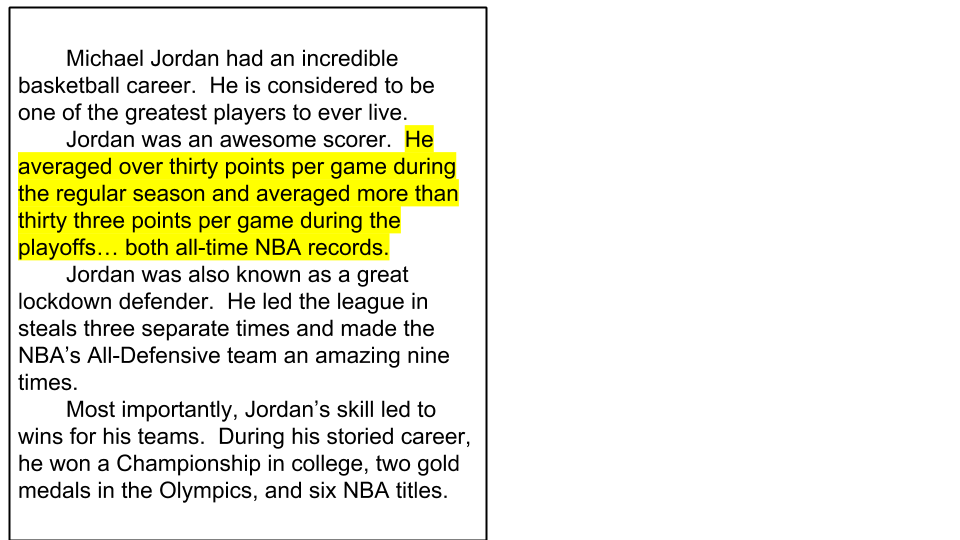 Michael Jordan had an incredible
basketball career.  He is considered to be
one of the greatest players to ever live.
Jordan was an awesome scorer.  He
averaged over thirty points per game during
the regular season and averaged more than
thirty three points per game during the
playoffs… both all-time NBA records.
Jordan was also known as a great
lockdown defender.  He led the league in
steals three separate times and made the
NBA’s All-Defensive team an amazing nine
times.
Most importantly, Jordan’s skill led to
wins for his teams.  During his storied career,
he won a Championship in college, two gold
medals in the Olympics, and six NBA titles.